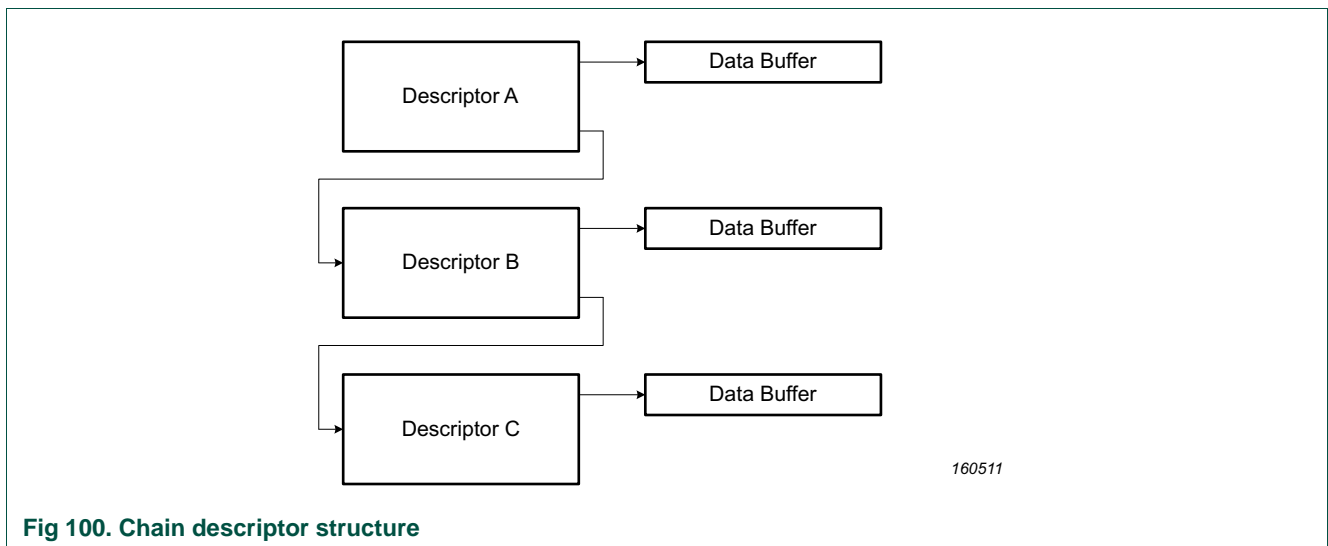 Descriptor A
Data Buffer
Descriptor B
Data Buffer
Descriptor C
Data Buffer
160511
Fig 100. Chain descriptor structure